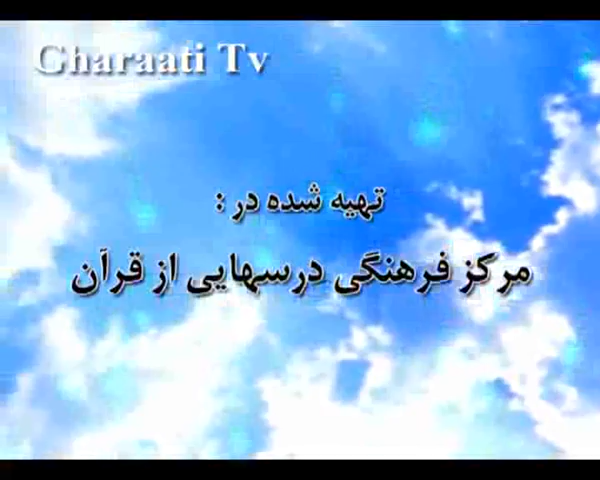 Gharaati Tv
تهیه شده در :
مرکز فرهنگی درسهایی از قرآن